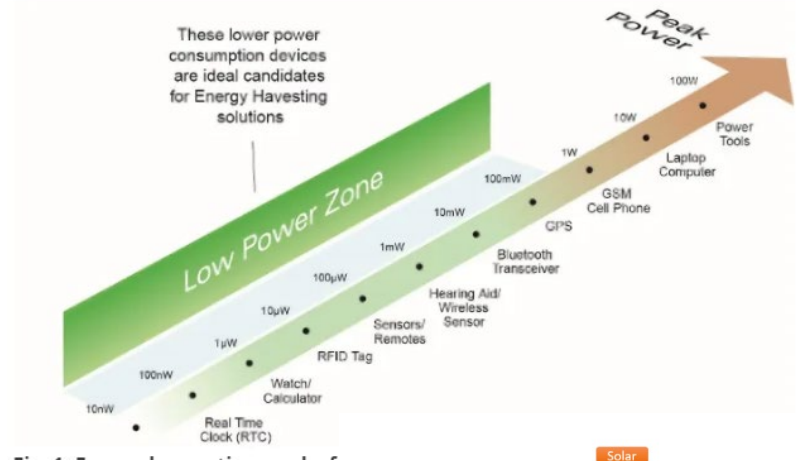 These lower power
consumption devices
are ideal candidates
for Energy Havesting
solutions
Peak
Power
Low Power Zone
100W
10W
1W
100mW
10mW
1mW
100µW
10µW
1µW
100nW
10nW
Power
Tools
Laptop
Computer
GSM
Cell Phone
GPS
Bluetooth
Transceiver
Hearing Aid/
Wireless
Sensor
Sensors/
Remotes
RFID Tag
Watch/
Calculator
Real Time
Clock (RTC)
Solar